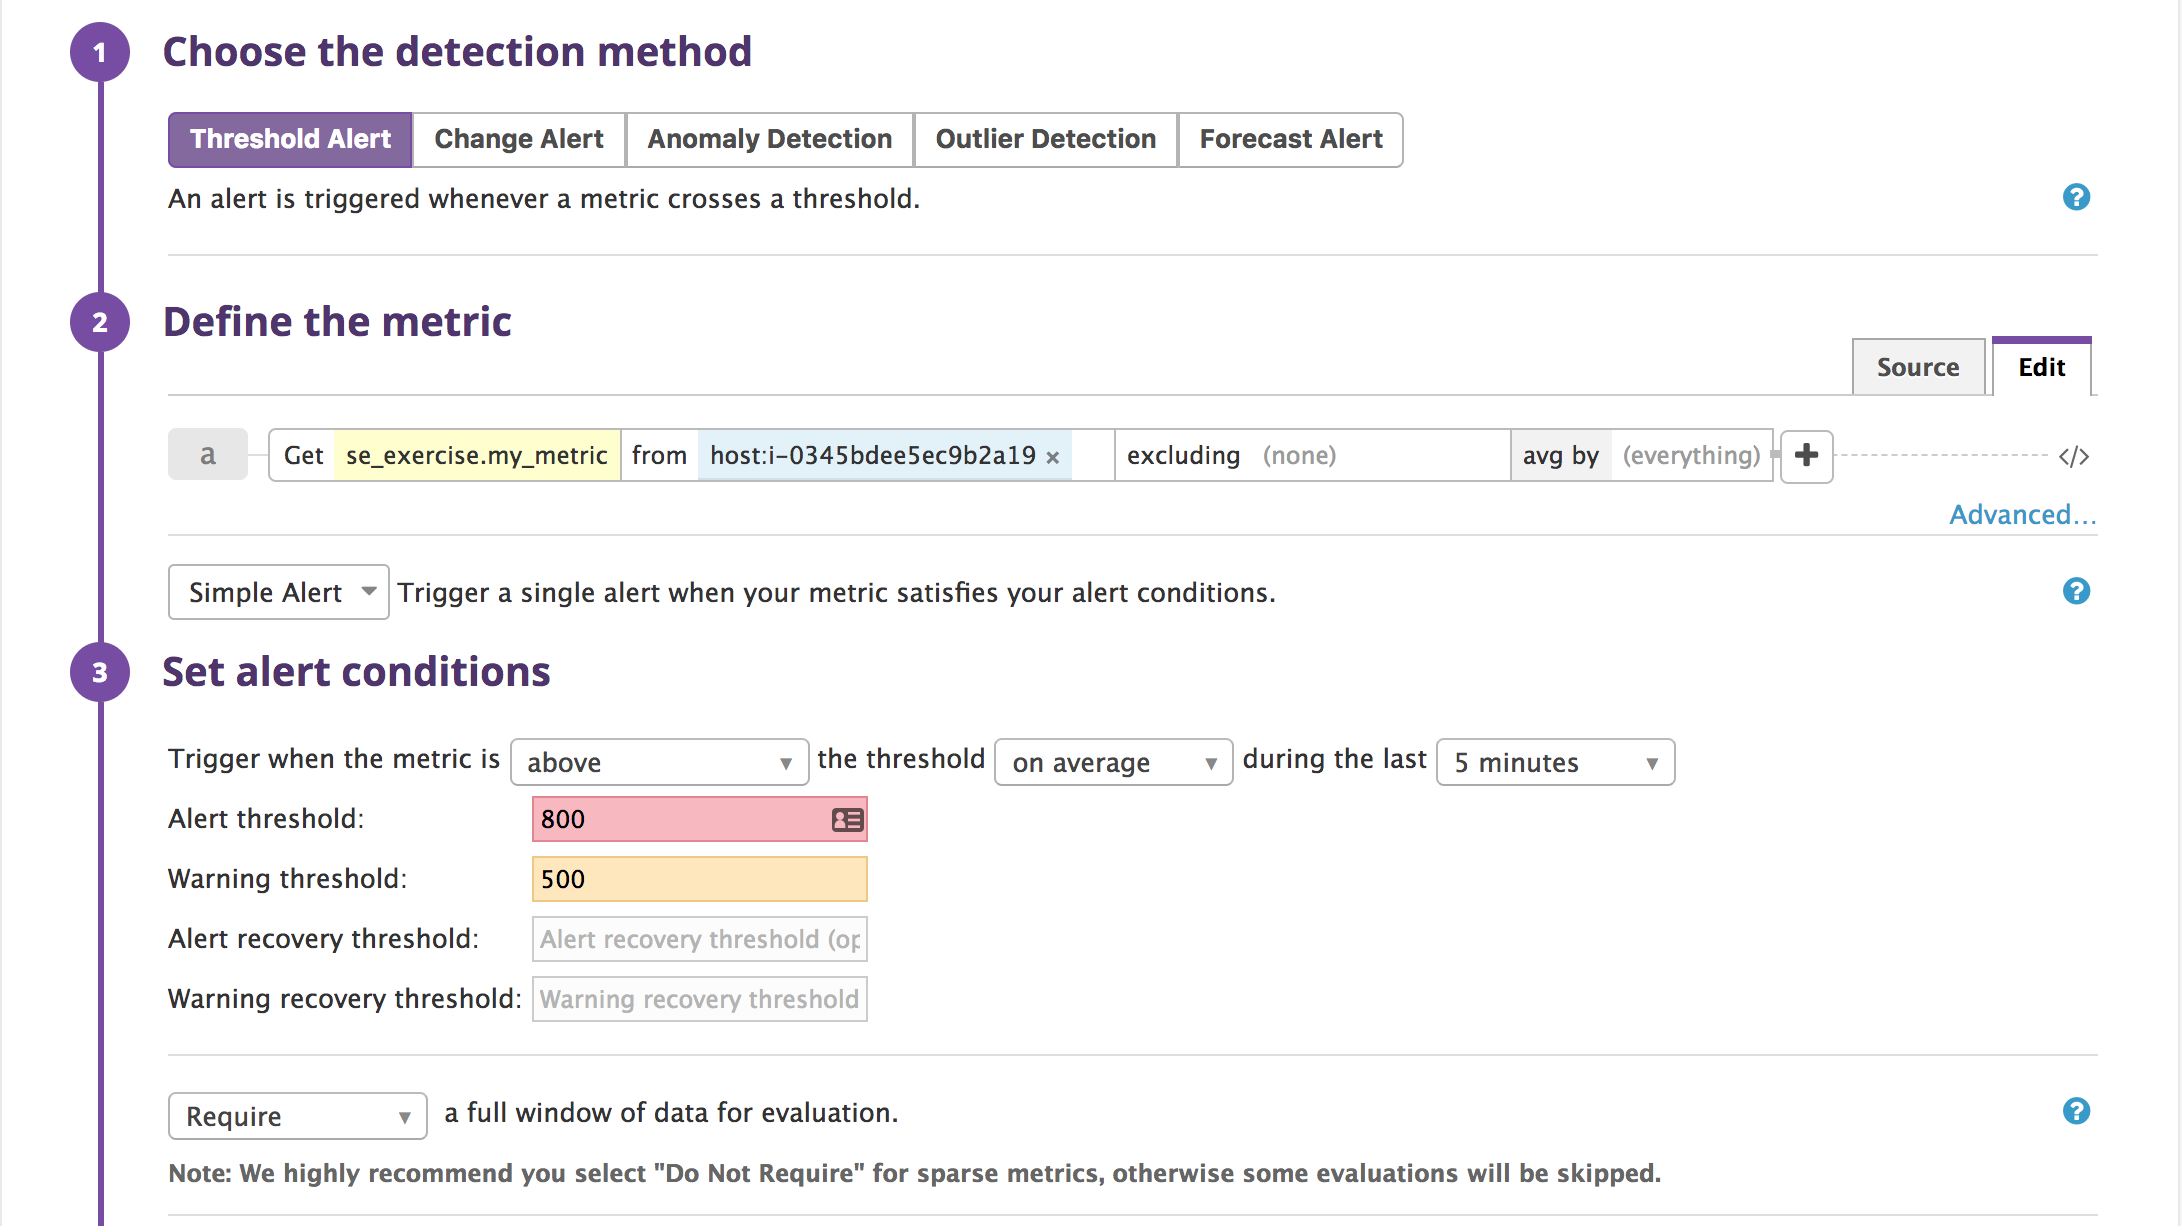 1 Choose the detection method
Threshold Alert Change Alert Anomaly Detection Outlier Detection Forecast Alert
An alert is triggered whenever a metric crosses a threshold. ?
2 Define the metric
Source Edit
a Get se_exercise.my_metric from host:i-0345bdee5ec9b2a19 × excluding (none) avg by (everything) + </>
Advanced...
Simple Alert Trigger a single alert when your metric satisfies your alert conditions. ?
3 Set alert conditions
Trigger when the metric is above the threshold on average during the last 5 minutes
Alert threshold: 800
Warning threshold: 500
Alert recovery threshold: Alert recovery threshold (op
Warning recovery threshold: Warning recovery threshold
Require a full window of data for evaluation. ?
Note: We highly recommend you select "Do Not Require" for sparse metrics, otherwise some evaluations will be skipped.